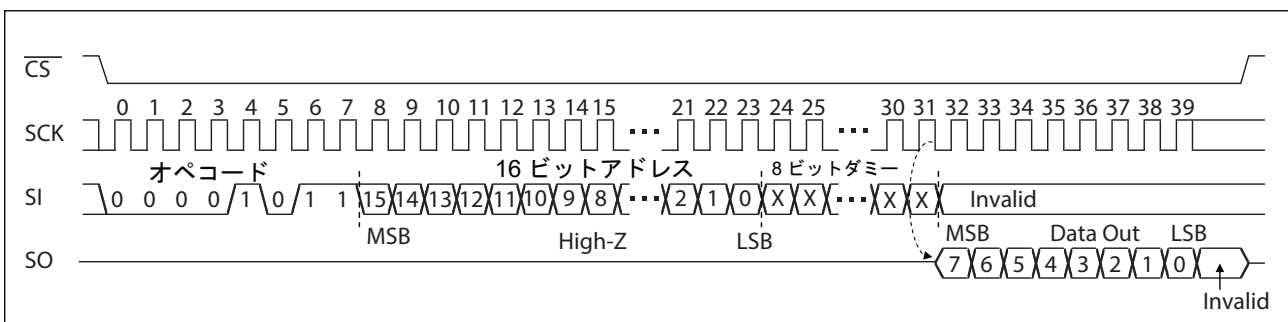 CS
0 1 2 3 4 5 6 7 8 9 10 11 12 13 14 15 21 22 23 24 25 30 31 32 33 34 35 36 37 38 39
SCK
オペコード 16 ビットアドレス 8 ビットダミー
SI 0 0 0 0 1 0 1 1 15 14 13 12 11 10 9 8 2 1 0 X X X X Invalid
MSB High-Z LSB MSB Data Out LSB
SO 7 6 5 4 3 2 1 0
Invalid